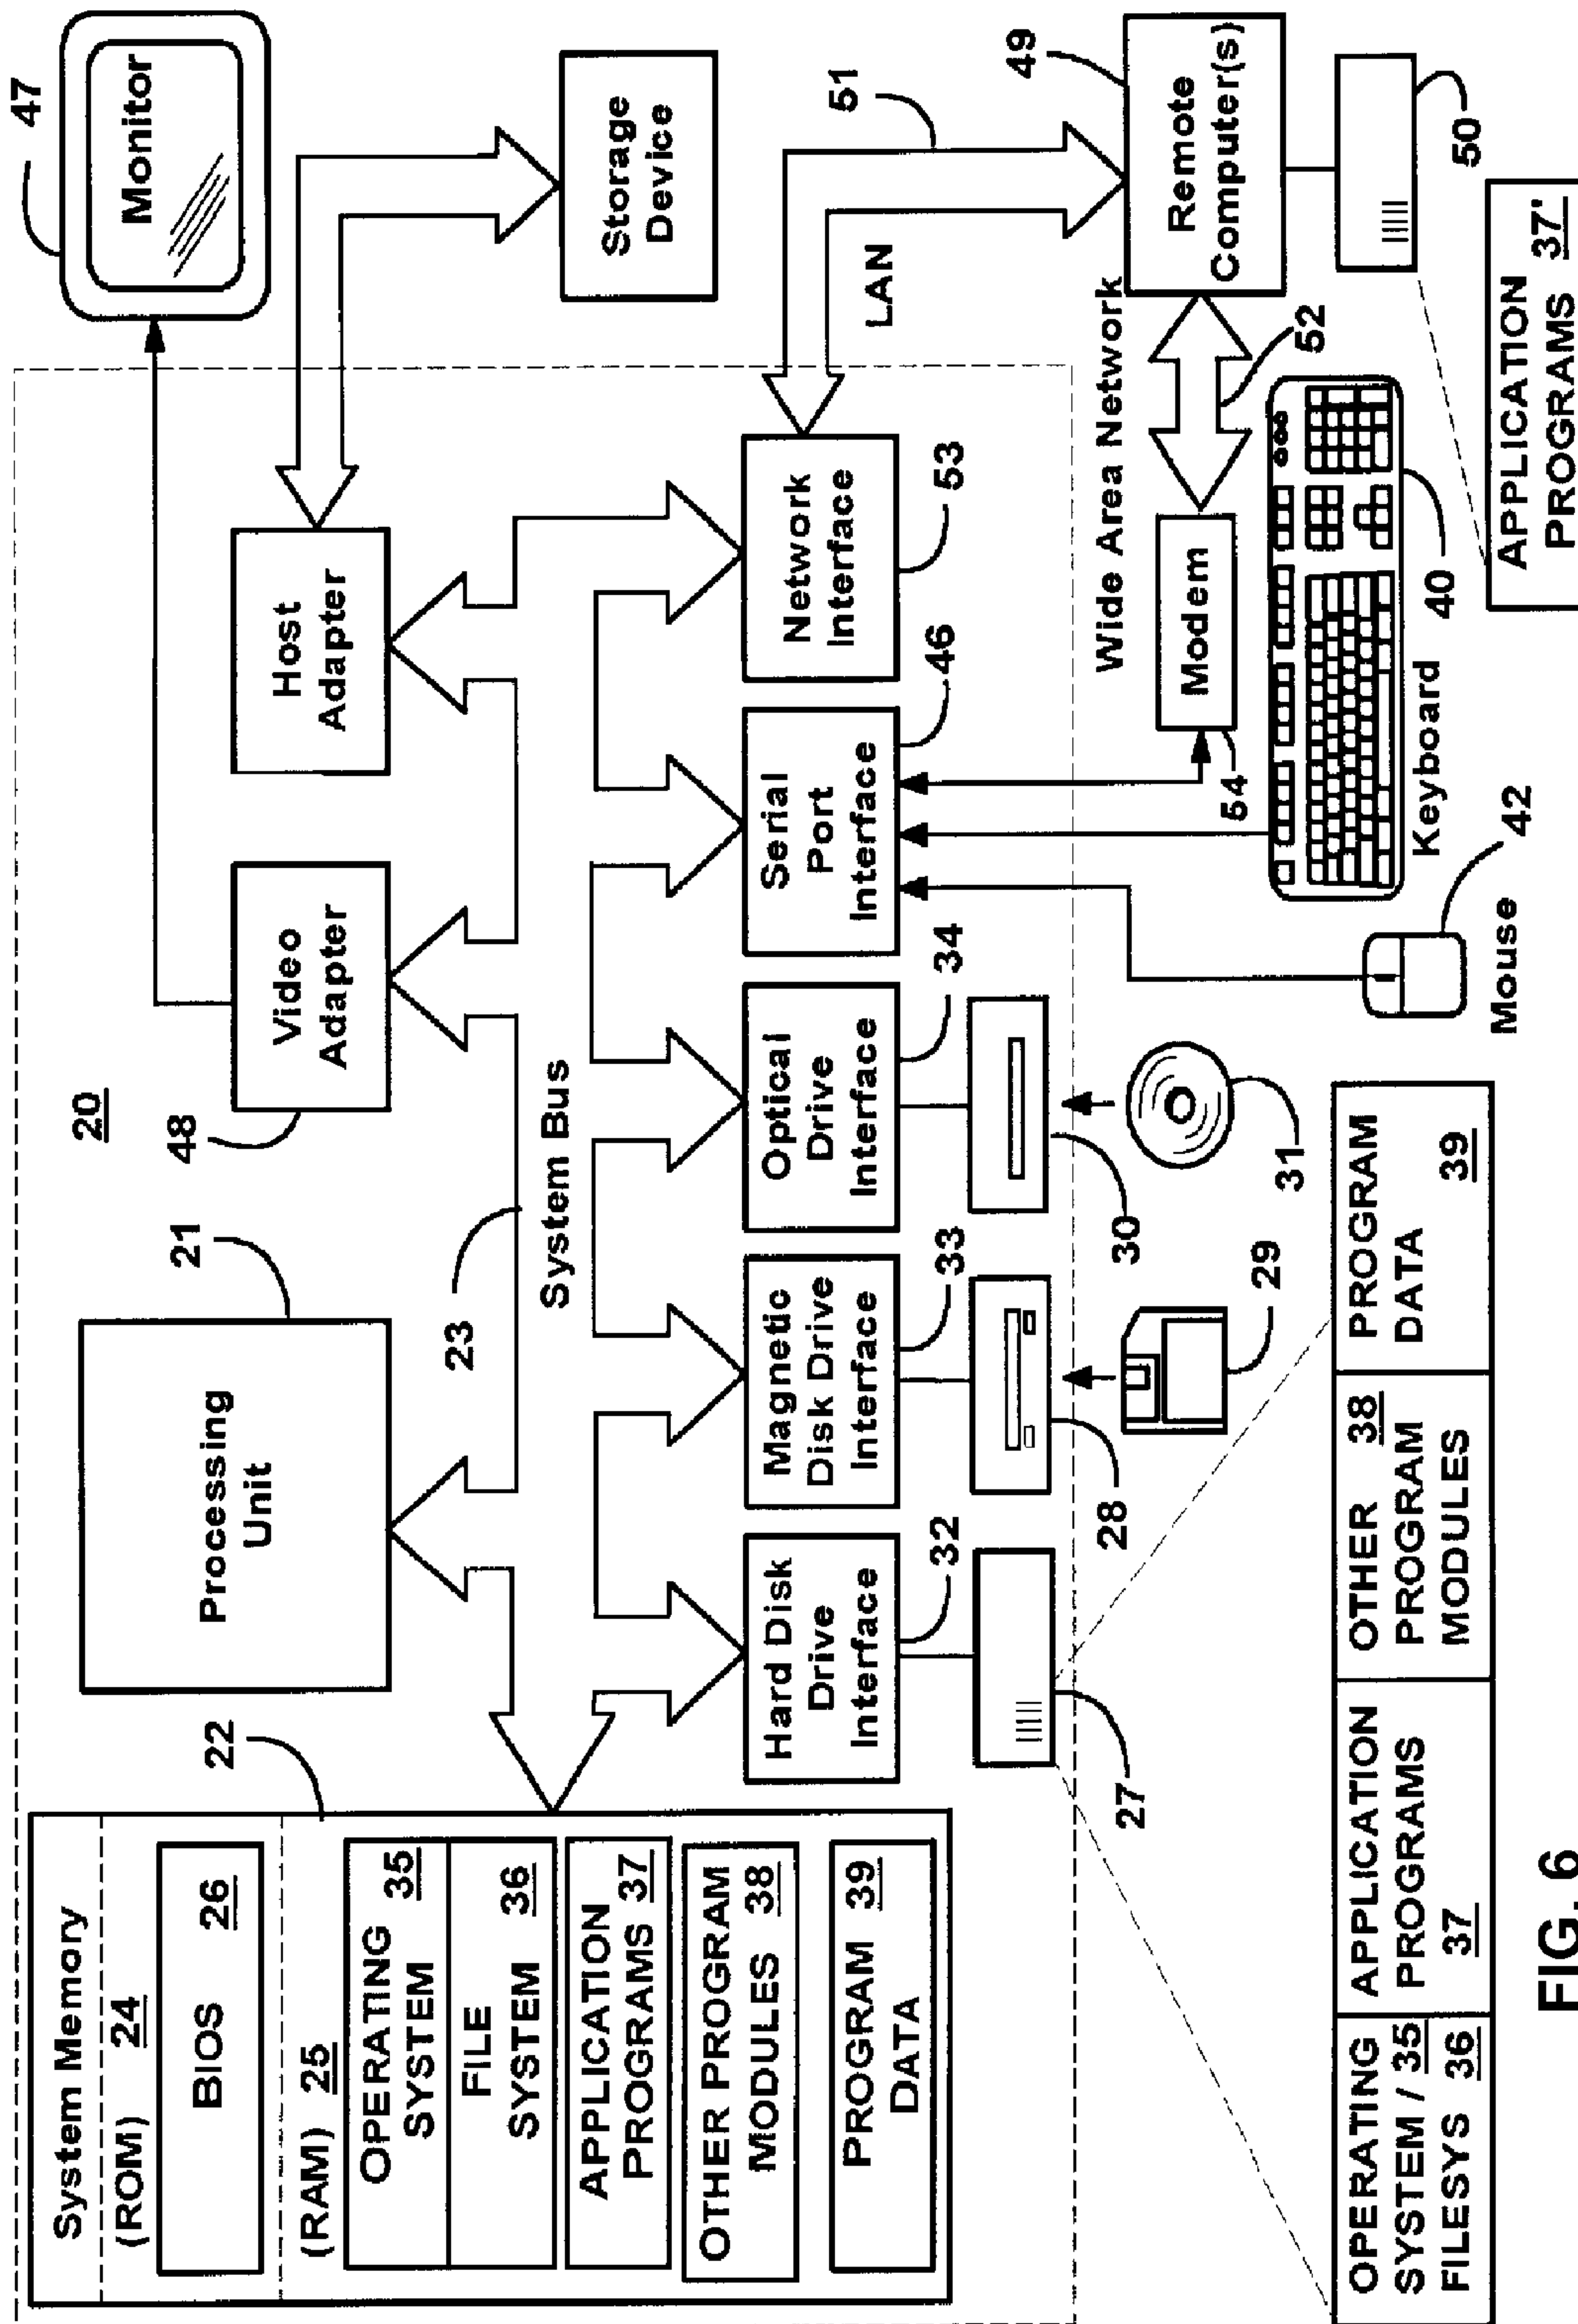 System Memory
(ROM) 24
BIOS 26
(RAM) 25
OPERATING
SYSTEM 35
FILE
SYSTEM 36
APPLICATION
PROGRAMS 37
OTHER PROGRAM
MODULES 38
PROGRAM 39
DATA
22
Processing
Unit
21
20
48
Video
Adapter
Host
Adapter
47
Monitor
Storage
Device
23
System Bus
Hard Disk
Drive
Interface
32
Magnetic
Disk Drive
Interface
33
Optical
Drive
Interface
34
Serial
Port
Interface
46
Network
Interface
53
LAN
51
27
28
29
30
31
Wide Area Network
54
Modem
52
49
Remote
Computer(s)
50
Mouse
42
Keyboard
40
OPERATING
SYSTEM / 35
FILESYS 36
APPLICATION
PROGRAMS
37
OTHER 38
PROGRAM
MODULES
PROGRAM
DATA
39
APPLICATION
PROGRAMS 37'
FIG. 6